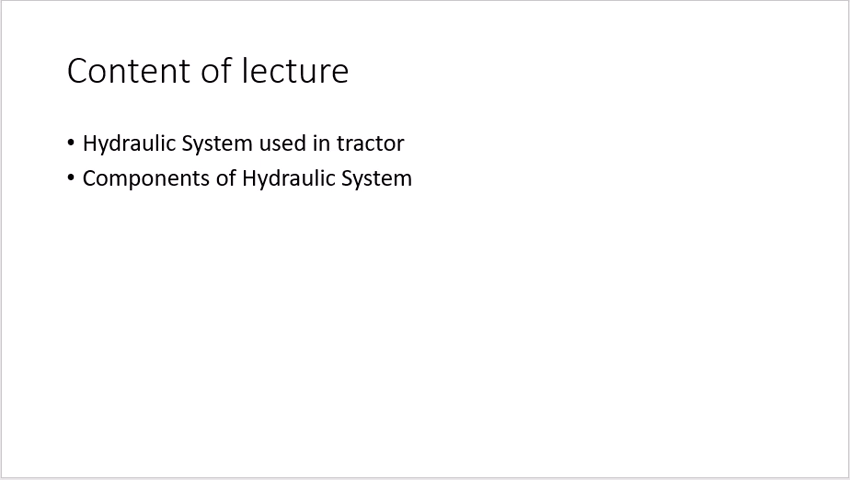 Content of lecture
• Hydraulic System used in tractor
• Components of Hydraulic System